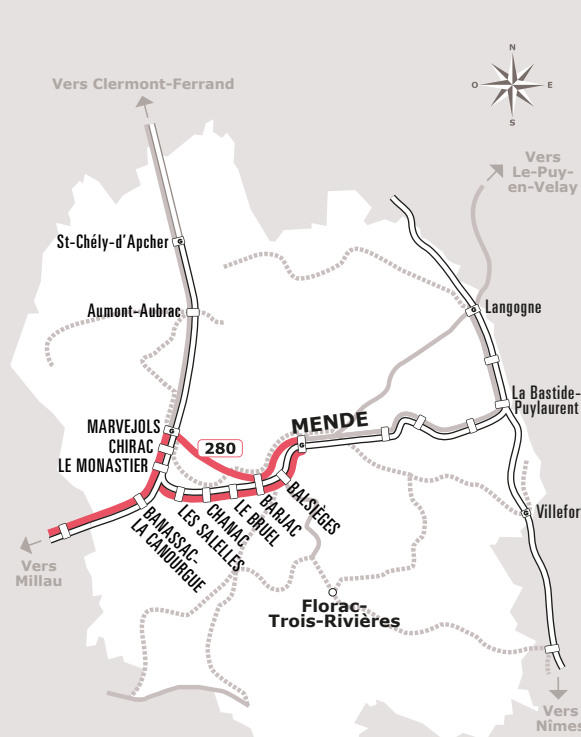 N
O
E
S
Vers Clermont-Ferrand
Vers
Le-Puy-
en-Velay
St-Chély-d'Apcher
Aumont-Aubrac
Langogne
La Bastide-
Puylaurent
MARVEJOLS
CHIRAC
LE MONASTIER
280
MENDE
BALSIÈGES
BARJAC
LE BRUEL
CHANAC
LES SALELLES
BANASSAC-
LA CANOURGUE
Villefort
Vers
Millau
Florac-
Trois-Rivières
Vers
Nîmes